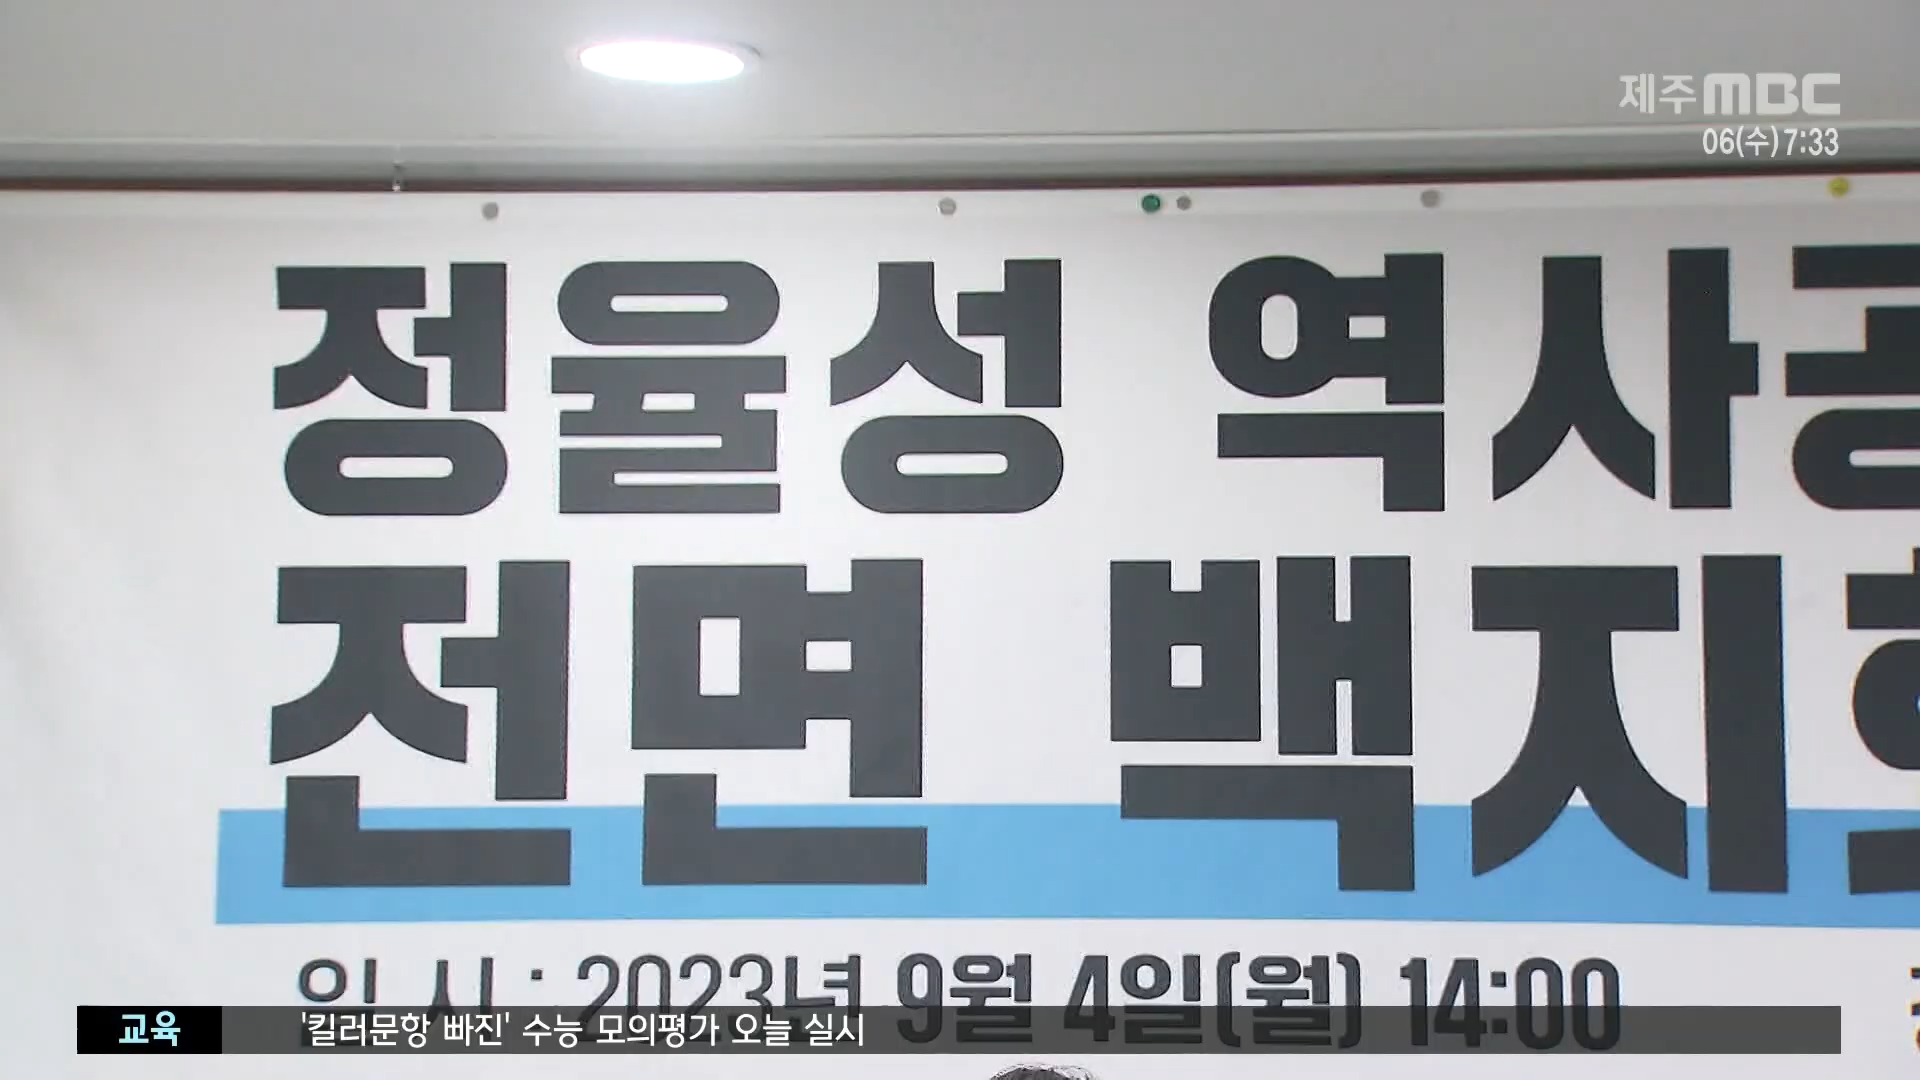 제주MBC
06(수) 7:33
정율성 역사공
전면 백지
일 시 : 2023년 9월 4일(월) 14:00
교육 '킬러문항 빠진' 수능 모의평가 오늘 실시